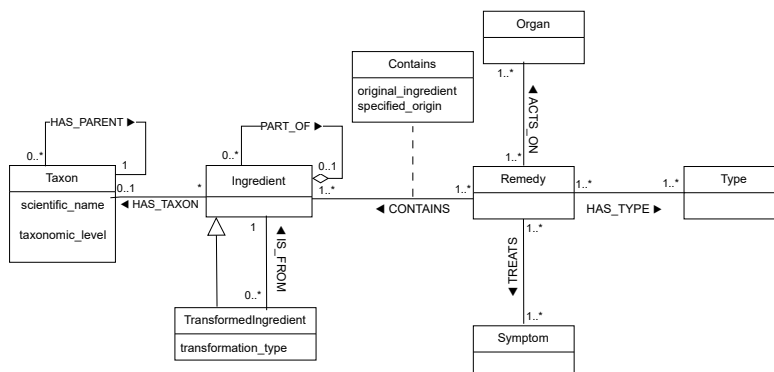 Organ
Contains
original_ingredient
specified_origin
1..*
◀ ACTS_ON
1..*
HAS_PARENT ▶
0..*
1
PART_OF ▶
0..*
0..1
Taxon
scientific_name
taxonomic_level
0..1
*
◀ HAS_TAXON
Ingredient
1..*
1..*
◀ CONTAINS
Remedy
1..*
1..*
HAS_TYPE ▶
Type
1
◀ IS_FROM
0..*
1..*
◀ TREATS
1..*
TransformedIngredient
transformation_type
Symptom